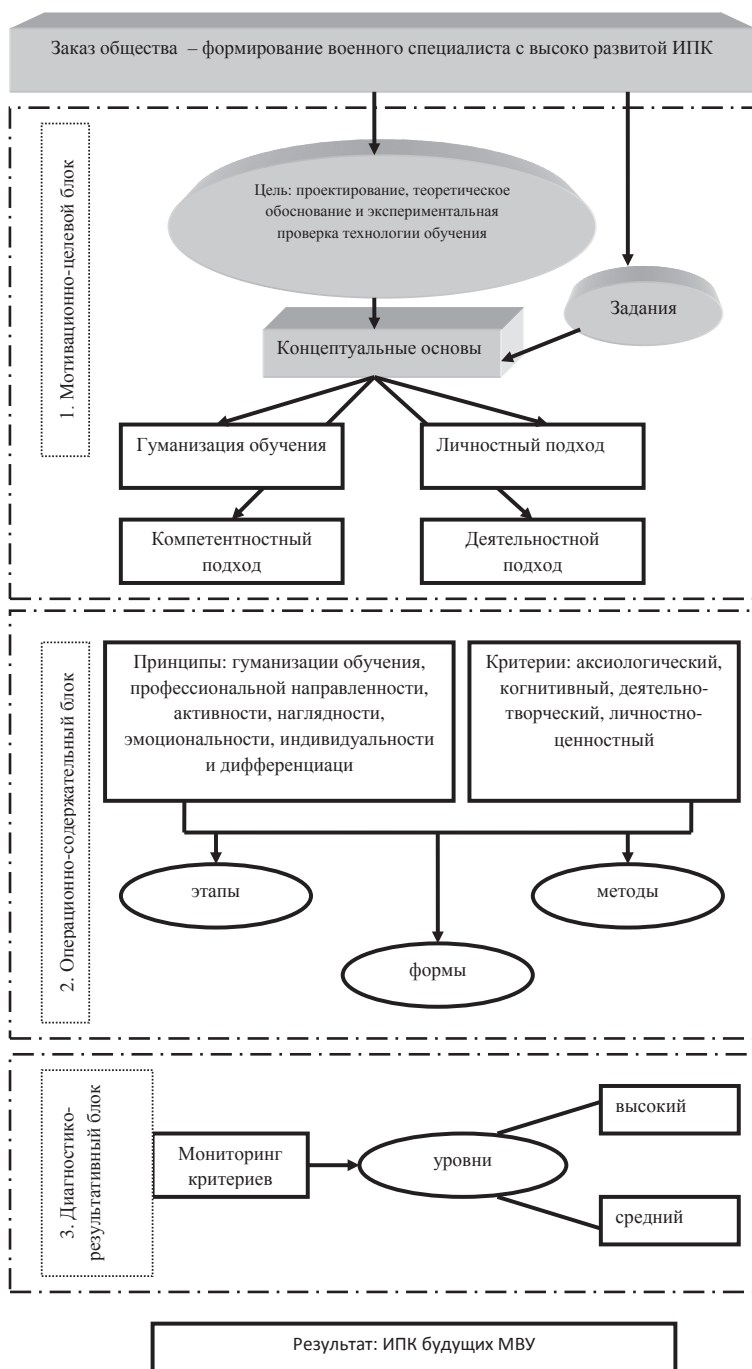 Заказ общества – формирование военного специалиста с высоко развитой ИПК
1. Мотивационно-целевой блок
Цель: проектирование, теоретическое
обоснование и экспериментальная
проверка технологии обучения
Задания
Концептуальные основы
Гуманизация обучения
Личностный подход
Компетентностный
подход
Деятельностной
подход
2. Операционно-содержательный блок
Принципы: гуманизации обучения,
профессиональной направленности,
активности, наглядности,
эмоциональности, индивидуальности
и дифференциаци
Критерии: аксиологический,
когнитивный, деятельно-
творческий, личностно-
ценностный
этапы
методы
формы
3. Диагностико-
результативный блок
Мониторинг
критериев
уровни
высокий
средний
Результат: ИПК будущих МВУ